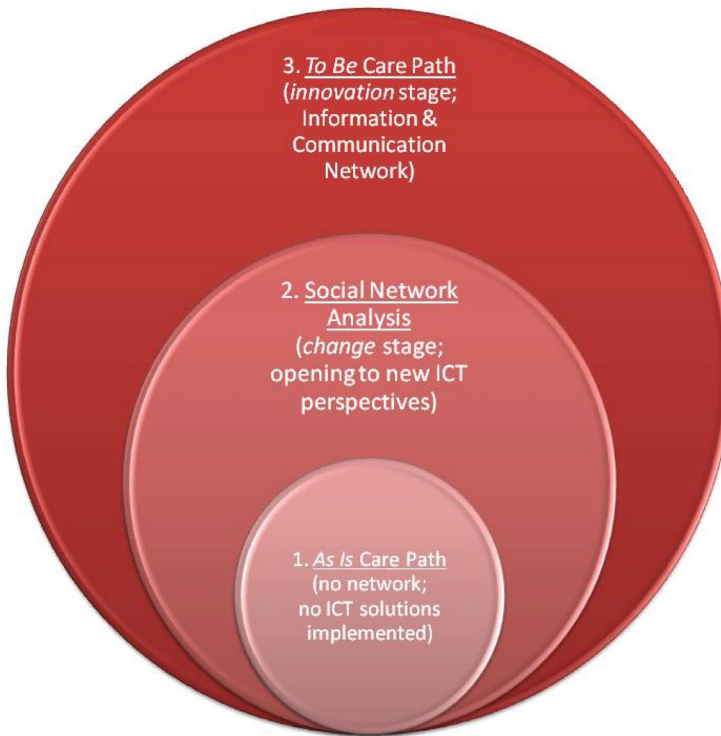 3. To Be Care Path
(innovation stage;
Information &
Communication
Network)
2. Social Network
Analysis
(change stage;
opening to new ICT
perspectives)
1. As Is Care Path
(no network;
no ICT solutions
implemented)